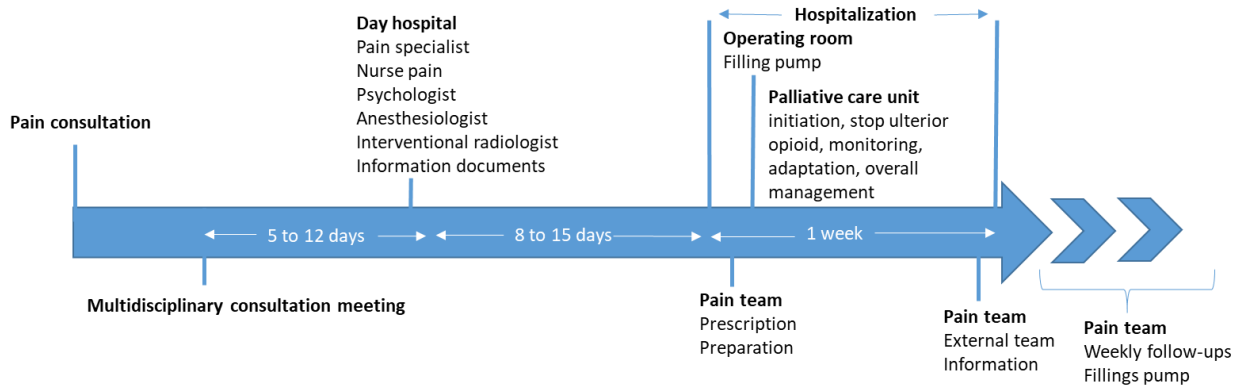 Pain consultation
Multidisciplinary consultation meeting
Day hospital
Pain specialist
Nurse pain
Psychologist
Anesthesiologist
Interventional radiologist
Information documents
Hospitalization
Operating room
Filling pump
Palliative care unit
initiation, stop ulterior
opioid, monitoring,
adaptation, overall
management
5 to 12 days
8 to 15 days
1 week
Pain team
Prescription
Preparation
Pain team
External team
Information
Pain team
Weekly follow-ups
Fillings pump